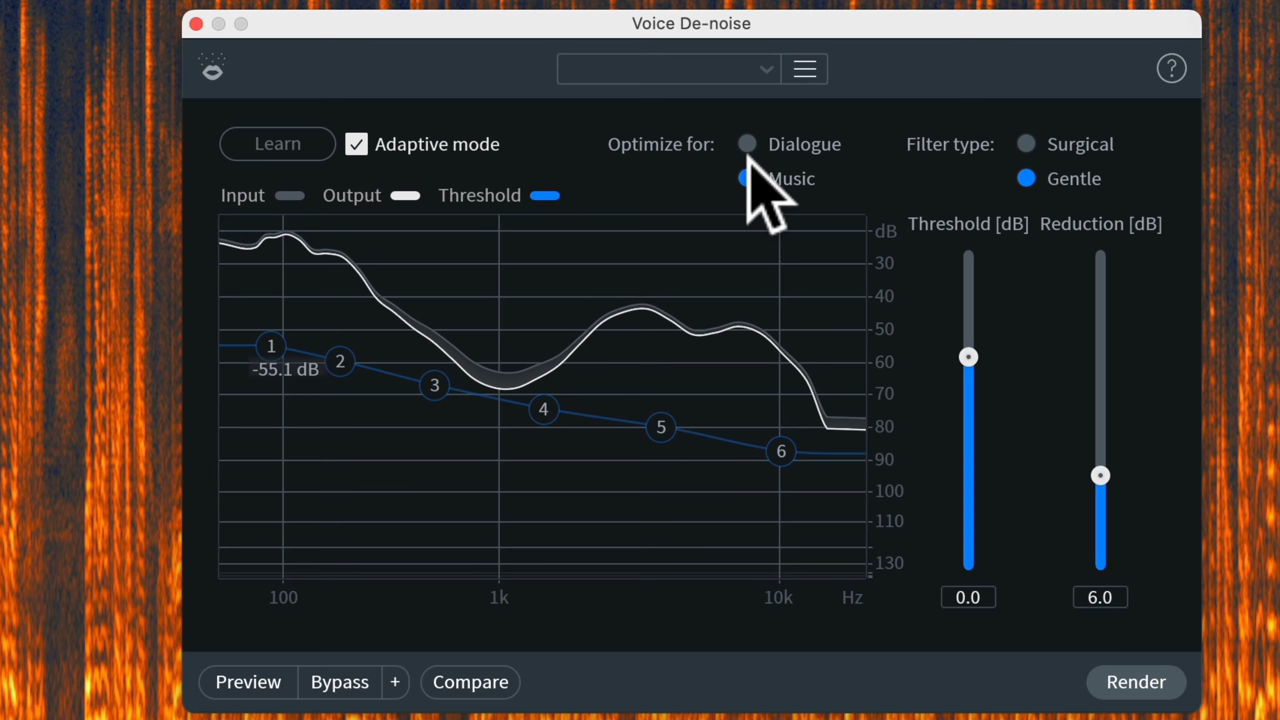 Voice De-noise
?
Learn
Adaptive mode
Optimize for:
Dialogue
Music
Filter type:
Surgical
Gentle
Input
Output
Threshold
Threshold [dB]
Reduction [dB]
dB
-30
-40
-50
-60
-70
-80
-90
-100
-110
-130
1
-55.1 dB
2
3
4
5
6
100
1k
10k
Hz
0.0
6.0
Preview
Bypass
+
Compare
Render